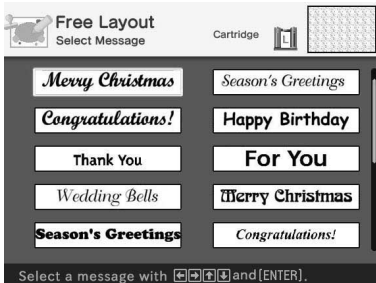 Free Layout
Select Message
Cartridge
L
Merry Christmas
Season's Greetings
Congratulations!
Happy Birthday
Thank You
For You
Wedding Bells
Merry Christmas
Season's Greetings
Congratulations!
Select a message with ←→↑↓ and [ENTER].